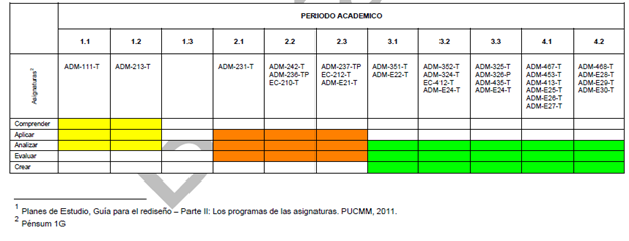 PERIODO ACADEMICO
1.1 1.2 1.3 2.1 2.2 2.3 3.1 3.2 3.3 4.1 4.2
Asignaturas²
ADM-111-T ADM-213-T ADM-231-T ADM-242-T ADM-237-TP ADM-351-T ADM-352-T ADM-325-T ADM-467-T ADM-468-T
ADM-236-TP EC-212-T ADM-E22-T ADM-324-T ADM-326-P ADM-453-T ADM-E28-T
EC-210-T ADM-E21-T EC-412-T ADM-435-T ADM-413-T ADM-E29-T
ADM-E24-T ADM-E24-T ADM-E25-T ADM-E30-T
ADM-E26-T
ADM-E27-T
Comprender
Aplicar
Analizar
Evaluar
Crear
1 Planes de Estudio, Guía para el rediseño – Parte II: Los programas de las asignaturas. PUCMM, 2011.
2 Pénsum 1G